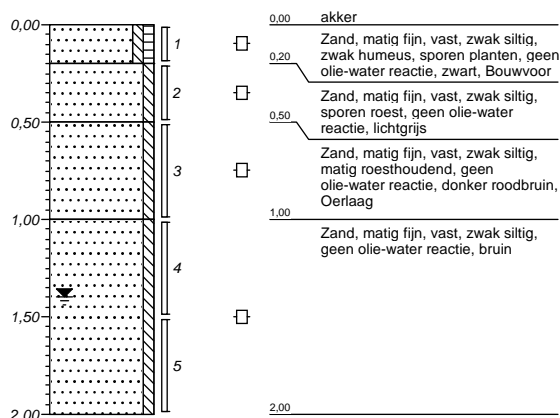 0,00
0,50
1,00
1,50
2,00
1
2
3
4
5
0,00 akker
Zand, matig fijn, vast, zwak siltig,
zwak humeus, sporen planten, geen
0,20 olie-water reactie, zwart, Bouwvoor
Zand, matig fijn, vast, zwak siltig,
sporen roest, geen olie-water
0,50 reactie, lichtgrijs
Zand, matig fijn, vast, zwak siltig,
matig roesthoudend, geen
olie-water reactie, donker roodbruin,
Oerlaag
1,00
Zand, matig fijn, vast, zwak siltig,
geen olie-water reactie, bruin
2,00